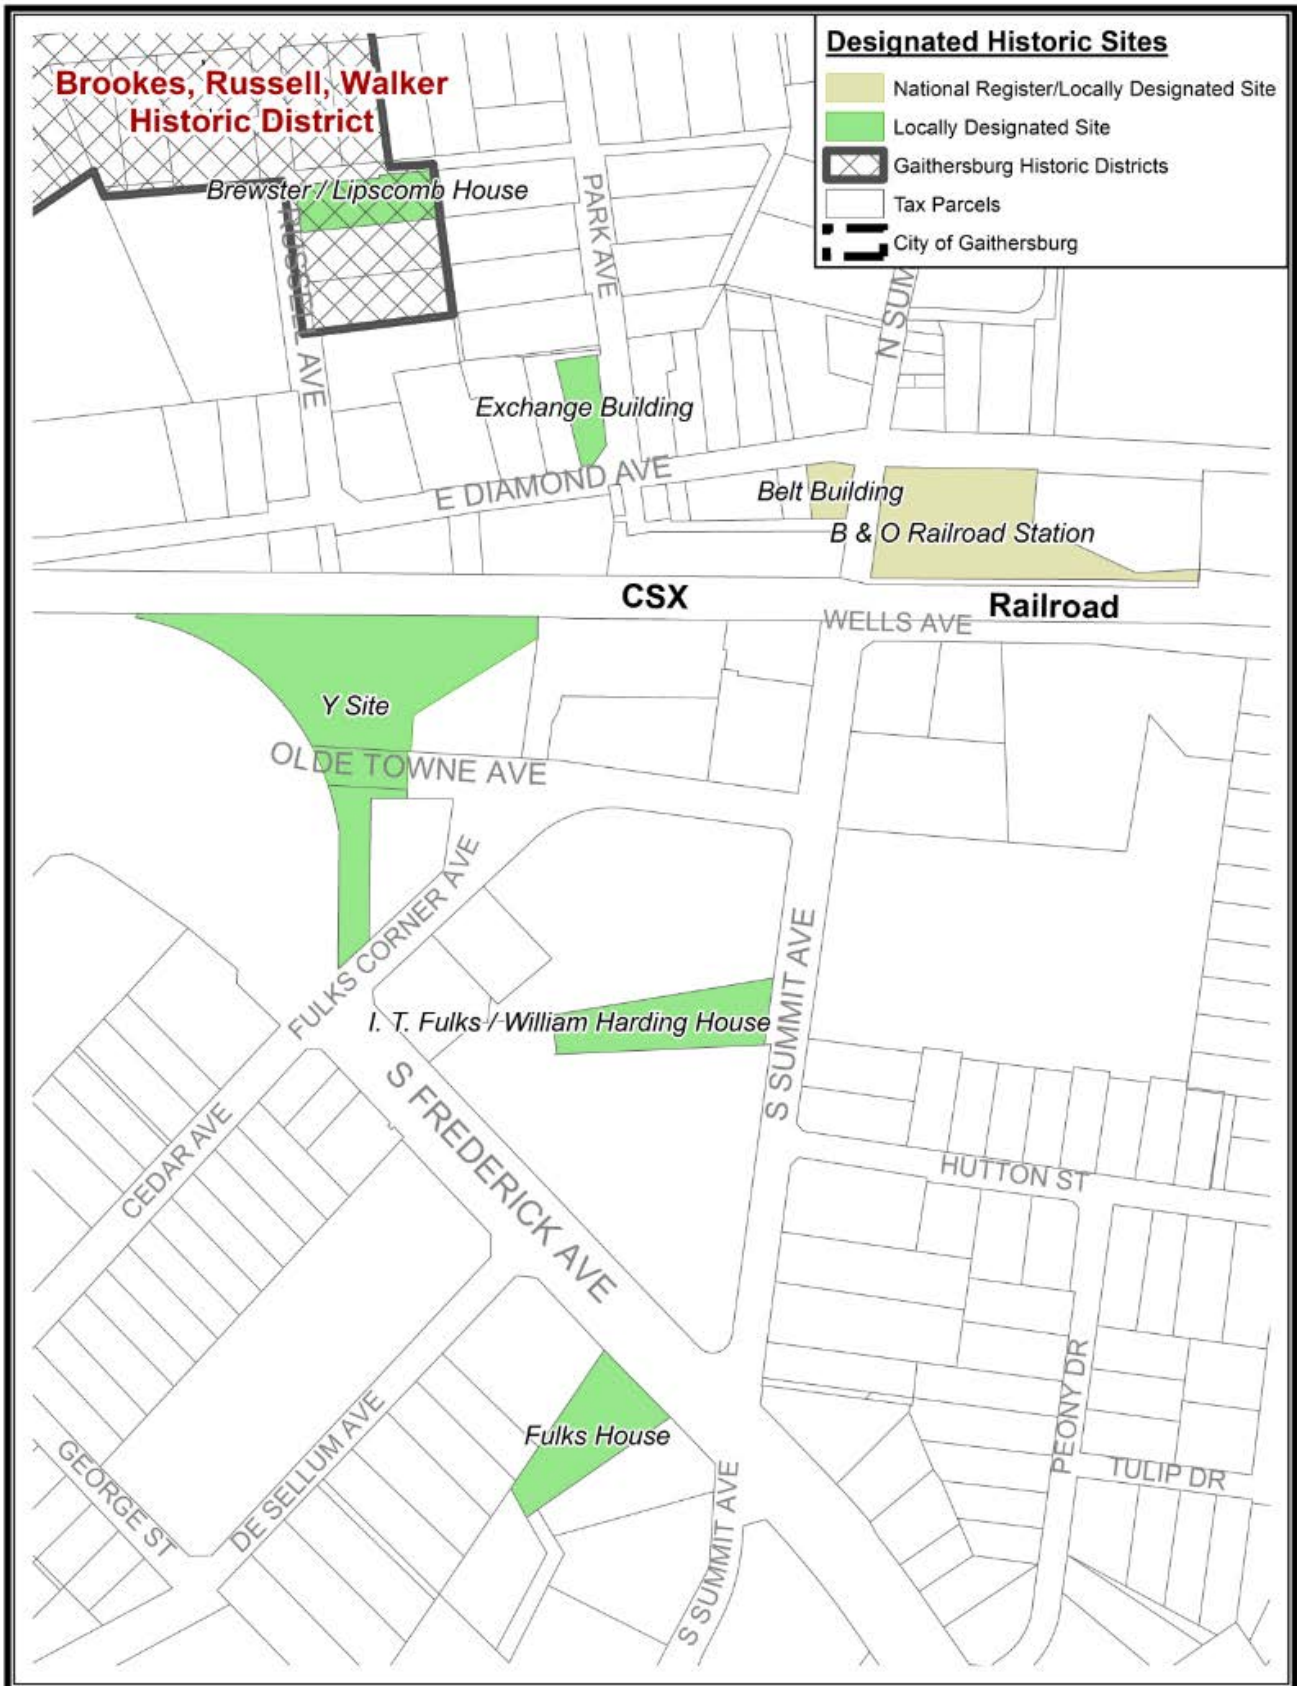 Designated Historic Sites
National Register/Locally Designated Site
Locally Designated Site
Gaithersburg Historic Districts
Tax Parcels
City of Gaithersburg
Brookes, Russell, Walker
Historic District
Brewster / Lipscomb House
RUSSELL AVE
PARK AVE
N SUM
Exchange Building
E DIAMOND AVE
Belt Building
B & O Railroad Station
CSX
Railroad
WELLS AVE
Y Site
OLDE TOWNE AVE
FULKS CORNER AVE
S SUMMIT AVE
I. T. Fulks / William Harding House
S FREDERICK AVE
CEDAR AVE
HUTTON ST
PEONY DR
Fulks House
GEORGE ST
DE SELLUM AVE
TULIP DR
S SUMMIT AVE